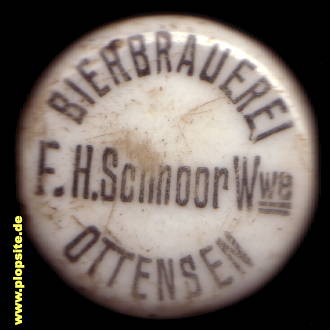 BIERBRAUEREI
F. H. Schnoor Wwe
OTTENSEN
www.plopsite.de